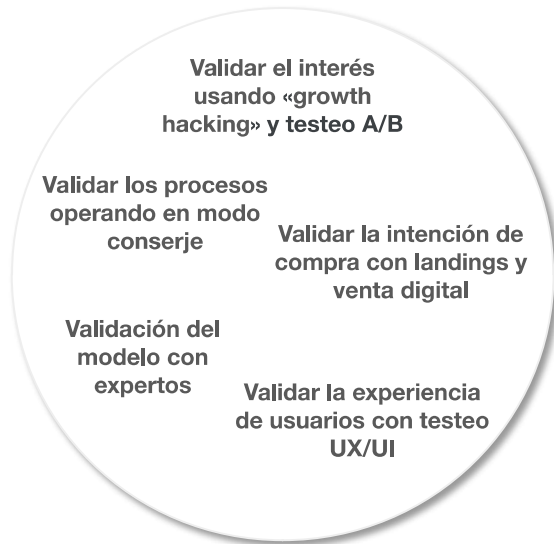 Validar el interés
usando «growth
hacking» y testeo A/B
Validar los procesos
operando en modo
conserje
Validar la intención de
compra con landings y
venta digital
Validación del
modelo con
expertos
Validar la experiencia
de usuarios con testeo
UX/UI